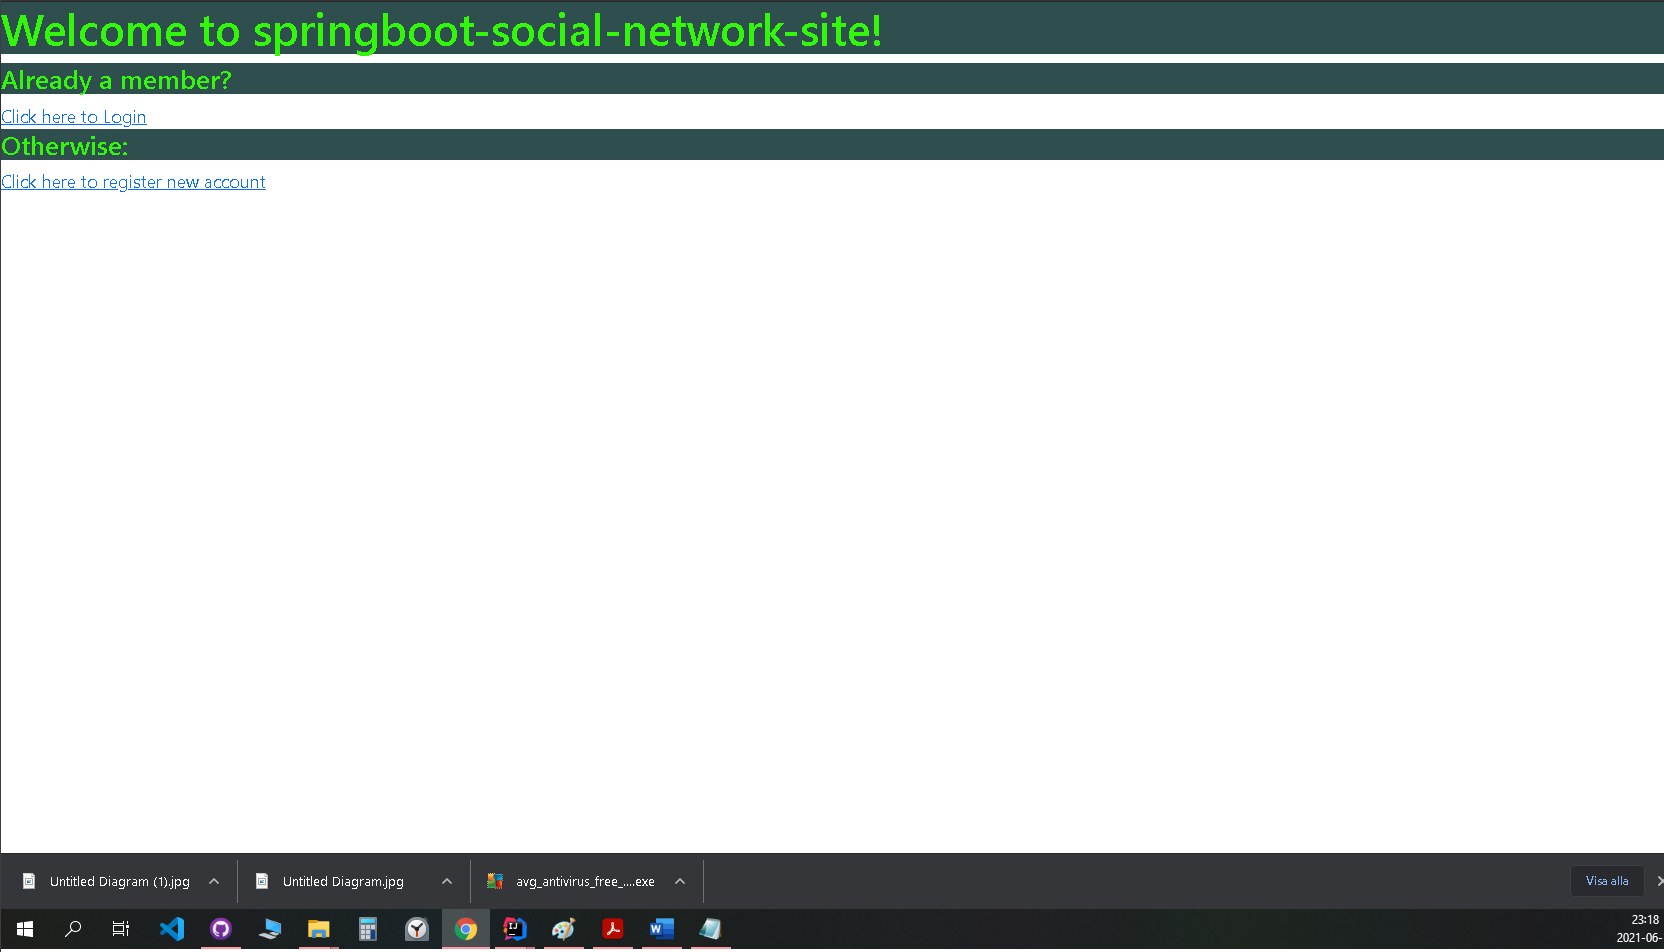 Welcome to springboot-social-network-site!
Already a member?
Click here to Login
Otherwise:
Click here to register new account
Untitled Diagram (1).jpg
Untitled Diagram.jpg
avg_antivirus_free_....exe
Visa alla
23:18
2021-06-